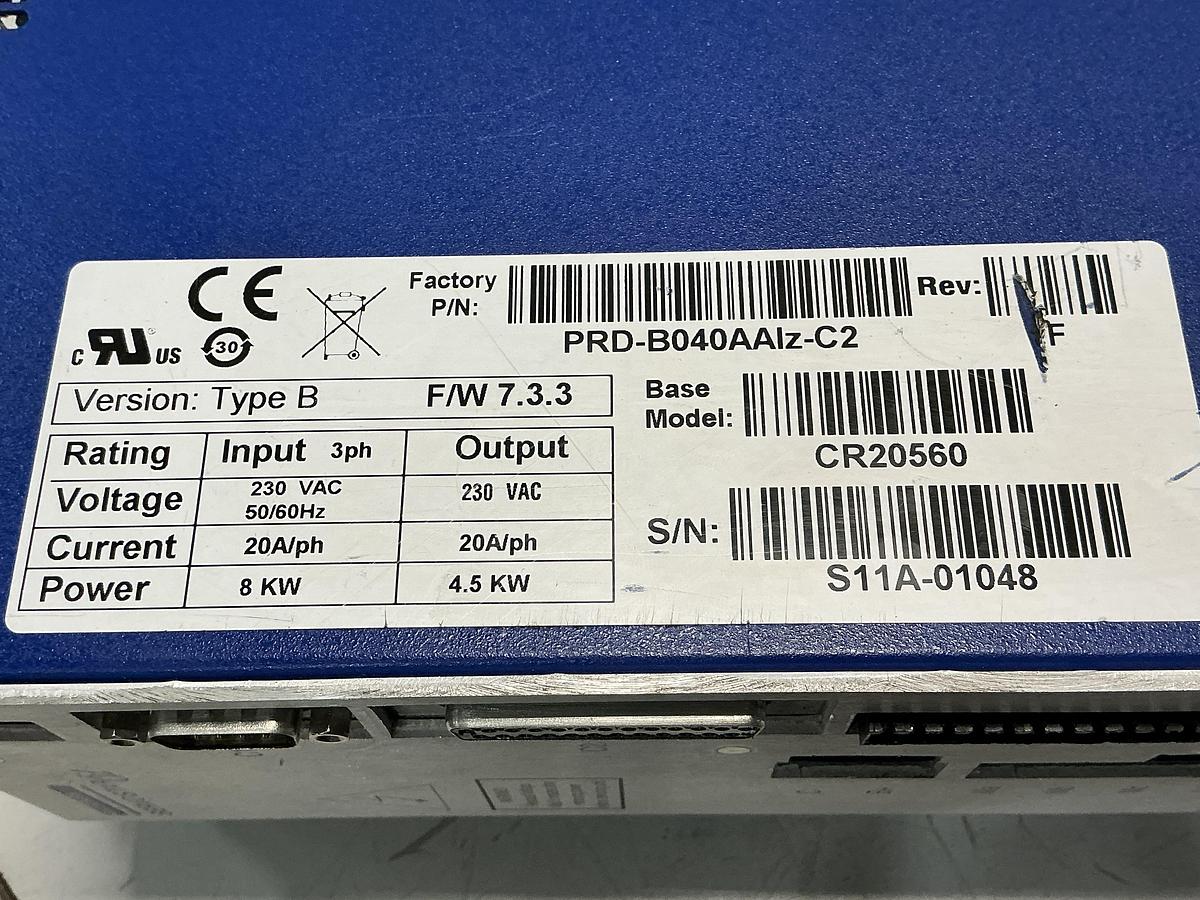 CE
Factory P/N:
PRD-B040AAIz-C2
Rev:
F
c RU US
30
Version: Type B F/W 7.3.3
Rating Input 3ph Output
Voltage 230 VAC 50/60Hz 230 VAC
Current 20A/ph 20A/ph
Power 8 KW 4.5 KW
Base Model:
CR20560
S/N:
S11A-01048